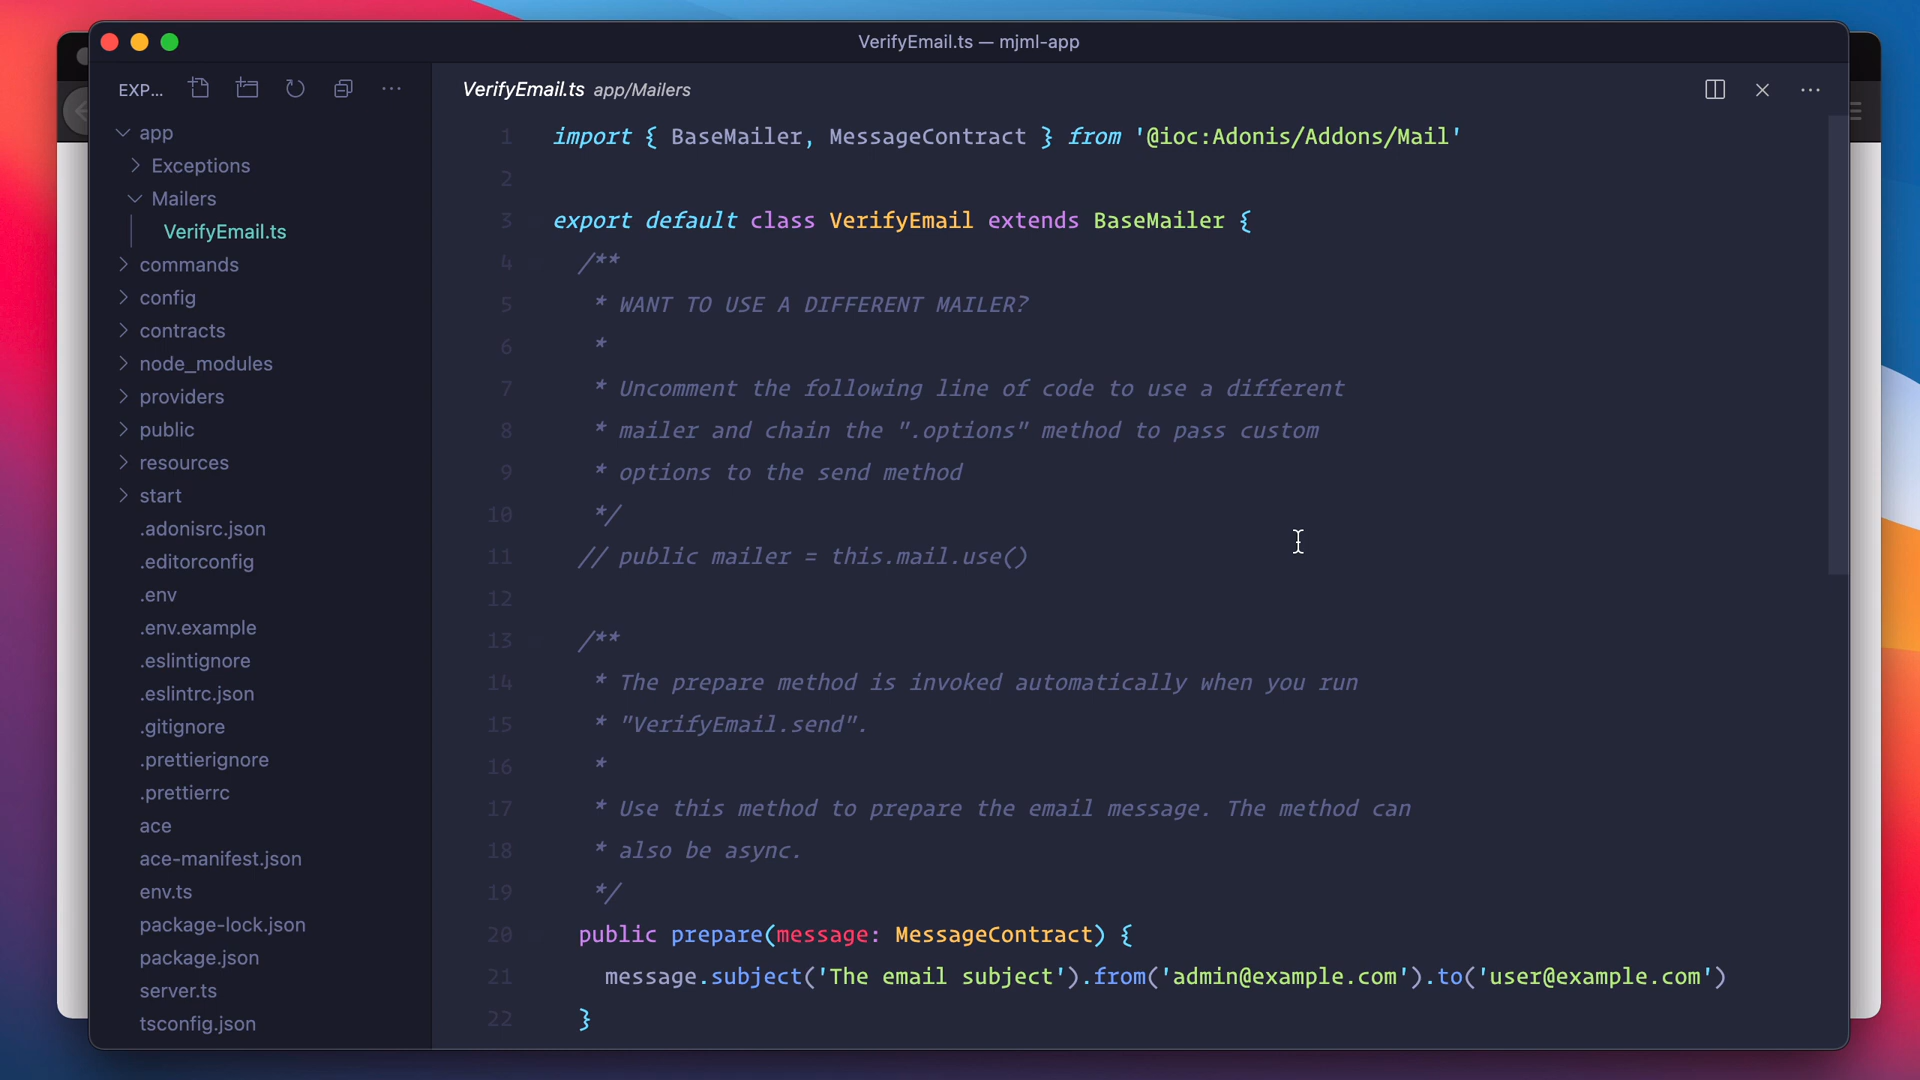 VerifyEmail.ts — mjml-app
EXP...
VerifyEmail.ts app/Mailers
app
Exceptions
Mailers
VerifyEmail.ts
commands
config
contracts
node_modules
providers
public
resources
start
.adonisrc.json
.editorconfig
.env
.env.example
.eslintignore
.eslintrc.json
.gitignore
.prettierignore
.prettierrc
ace
ace-manifest.json
env.ts
package-lock.json
package.json
server.ts
tsconfig.json
1 import { BaseMailer, MessageContract } from '@ioc:Adonis/Addons/Mail'
2
3 export default class VerifyEmail extends BaseMailer {
4 /**
5 * WANT TO USE A DIFFERENT MAILER?
6 *
7 * Uncomment the following line of code to use a different
8 * mailer and chain the ".options" method to pass custom
9 * options to the send method
10 */
11 // public mailer = this.mail.use()
12
13 /**
14 * The prepare method is invoked automatically when you run
15 * "VerifyEmail.send".
16 *
17 * Use this method to prepare the email message. The method can
18 * also be async.
19 */
20 public prepare(message: MessageContract) {
21 message.subject('The email subject').from('admin@example.com').to('user@example.com')
22 }